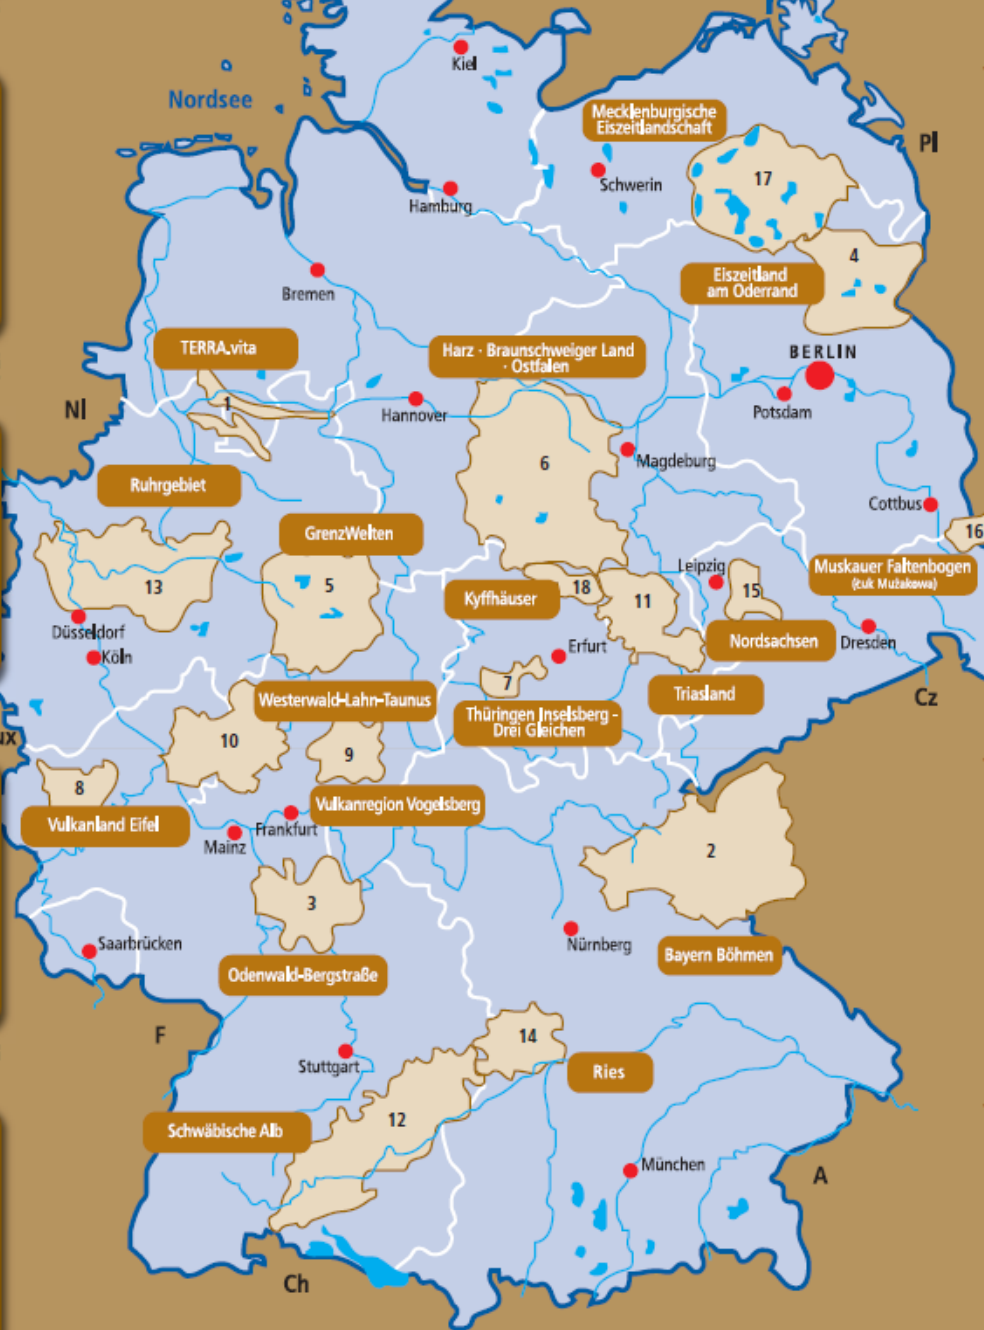 Kiel
Nordsee
Mecklenburgische
Eiszeitlandschaft
Pl
17
Schwerin
Hamburg
4
Eiszeitland
am Oderrand
Bremen
TERRA.vita
Harz · Braunschweiger Land
· Ostfalen
BERLIN
Nl
1
Hannover
Potsdam
6
Magdeburg
Ruhrgebiet
Cottbus
GrenzWelten
16
Leipzig
Muskauer Faltenbogen
(Łuk Mużakowa)
13
5
Kyffhäuser
18
11
15
Düsseldorf
Nordsachsen
Dresden
Köln
Erfurt
7
Westerwald-Lahn-Taunus
Triasland
Cz
Thüringen Inselsberg -
Drei Gleichen
ux
10
9
8
Vulkanregion Vogelsberg
Vulkanland Eifel
Frankfurt
Mainz
2
3
Saarbrücken
Nürnberg
Bayern Böhmen
Odenwald-Bergstraße
F
14
Stuttgart
Ries
12
Schwäbische Alb
München
A
Ch